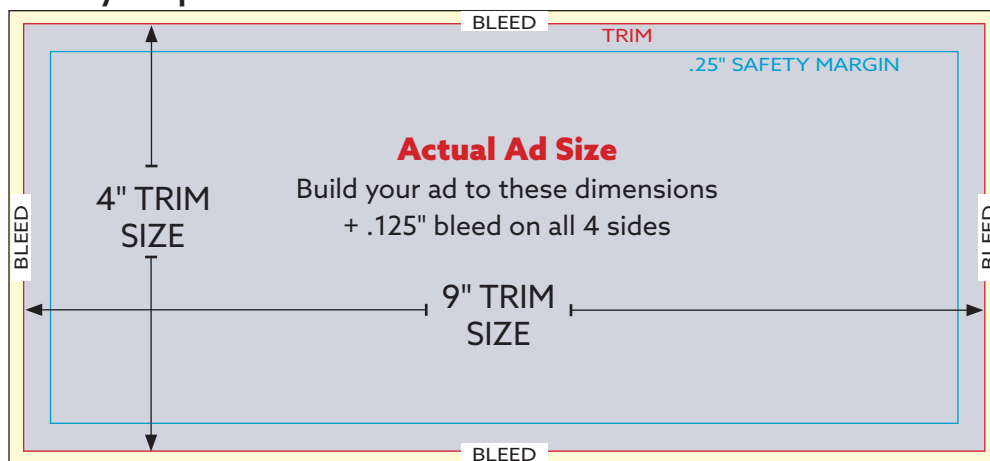 BLEED
TRIM
.25" SAFETY MARGIN
Actual Ad Size
Build your ad to these dimensions
+ .125" bleed on all 4 sides
4" TRIM
SIZE
BLEED
BLEED
9" TRIM
SIZE
BLEED